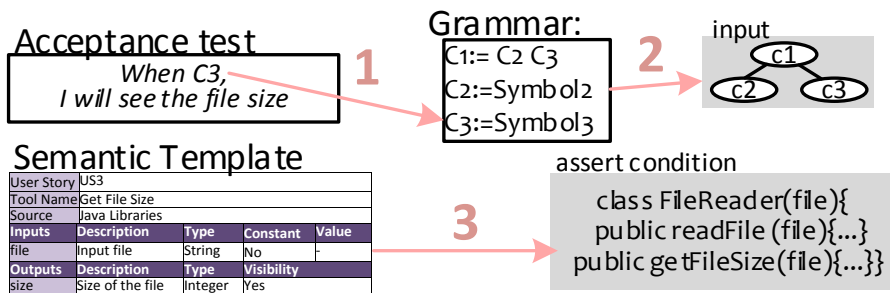 Acceptance test
When C3,
I will see the file size
1
Grammar:
C1:= C2 C3
C2:=Symbol2
C3:=Symbol3
2
input
c1
c2 c3
Semantic Template
User Story US3
Tool Name Get File Size
Source Java Libraries
Inputs Description Type Constant Value
file Input file String No -
Outputs Description Type Visibility
size Size of the file Integer Yes
3
assert condition
class FileReader(file){
public readFile (file){...}
public getFileSize(file){...}}